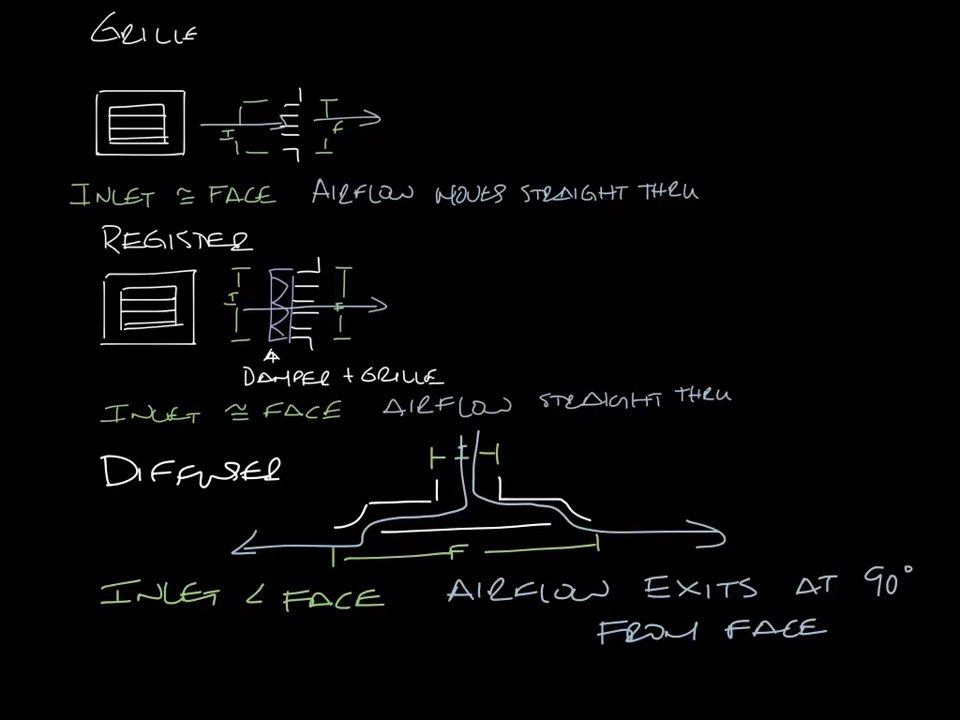 GRILLE
I F
INLET ≅ FACE AIRFLOW MOVES STRAIGHT THRU
REGISTER
I F
DAMPER + GRILLE
INLET ≅ FACE AIRFLOW STRAIGHT THRU
DIFFUSER
I
F
INLET < FACE AIRFLOW EXITS AT 90°
FROM FACE